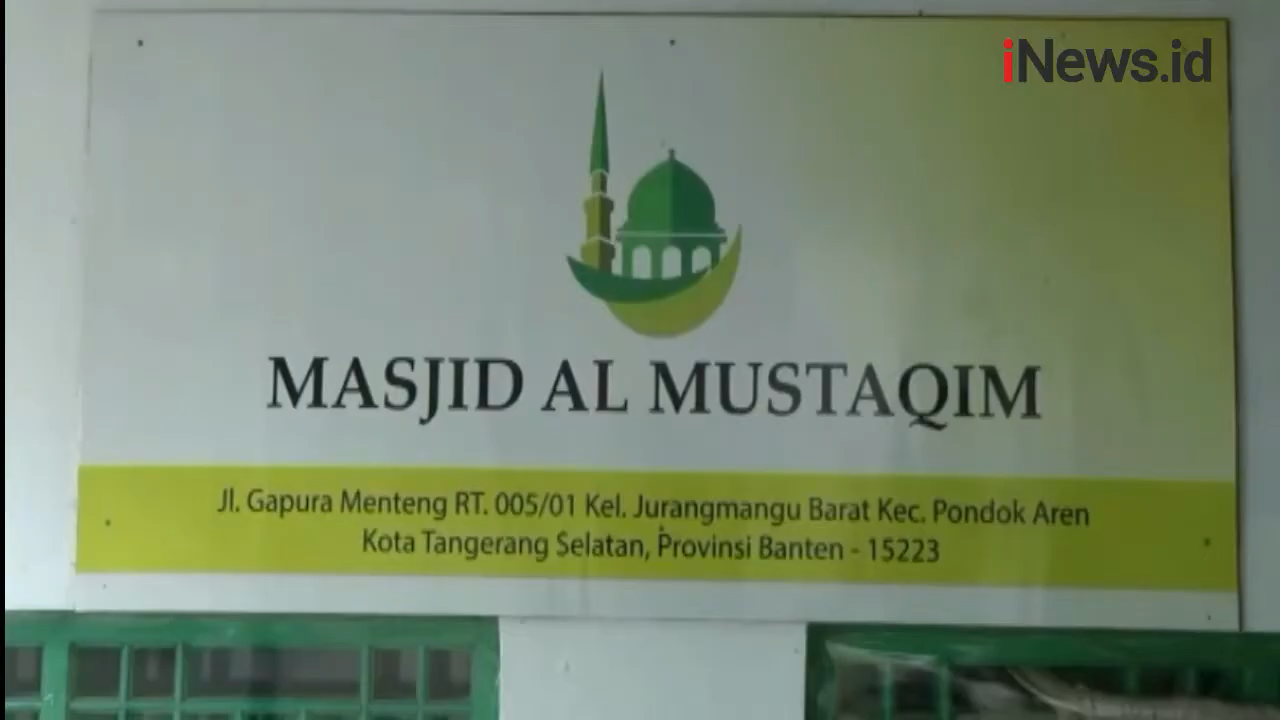 iNews.id
MASJID AL MUSTAQIM
Jl. Gapura Menteng RT. 005/01 Kel. Jurangmangu Barat Kec. Pondok Aren
Kota Tangerang Selatan, Provinsi Banten - 15223